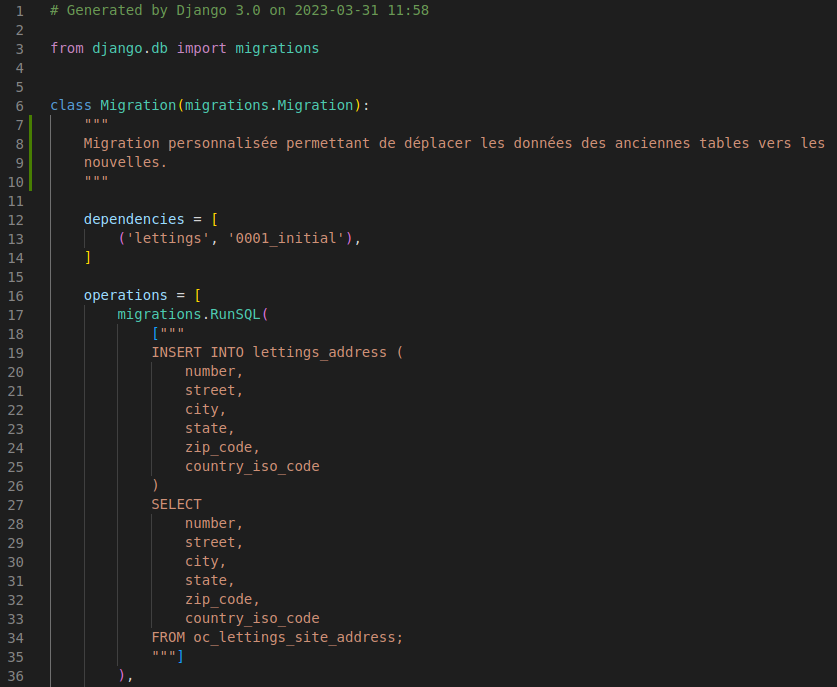 1 # Generated by Django 3.0 on 2023-03-31 11:58
2
3 from django.db import migrations
4
5
6 class Migration(migrations.Migration):
7     """
8     Migration personnalisée permettant de déplacer les données des anciennes tables vers les
9     nouvelles.
10     """
11
12     dependencies = [
13         ('lettings', '0001_initial'),
14     ]
15
16     operations = [
17         migrations.RunSQL(
18             ["""
19             INSERT INTO lettings_address (
20                 number,
21                 street,
22                 city,
23                 state,
24                 zip_code,
25                 country_iso_code
26             )
27             SELECT
28                 number,
29                 street,
30                 city,
31                 state,
32                 zip_code,
33                 country_iso_code
34             FROM oc_lettings_site_address;
35             """]
36         ),